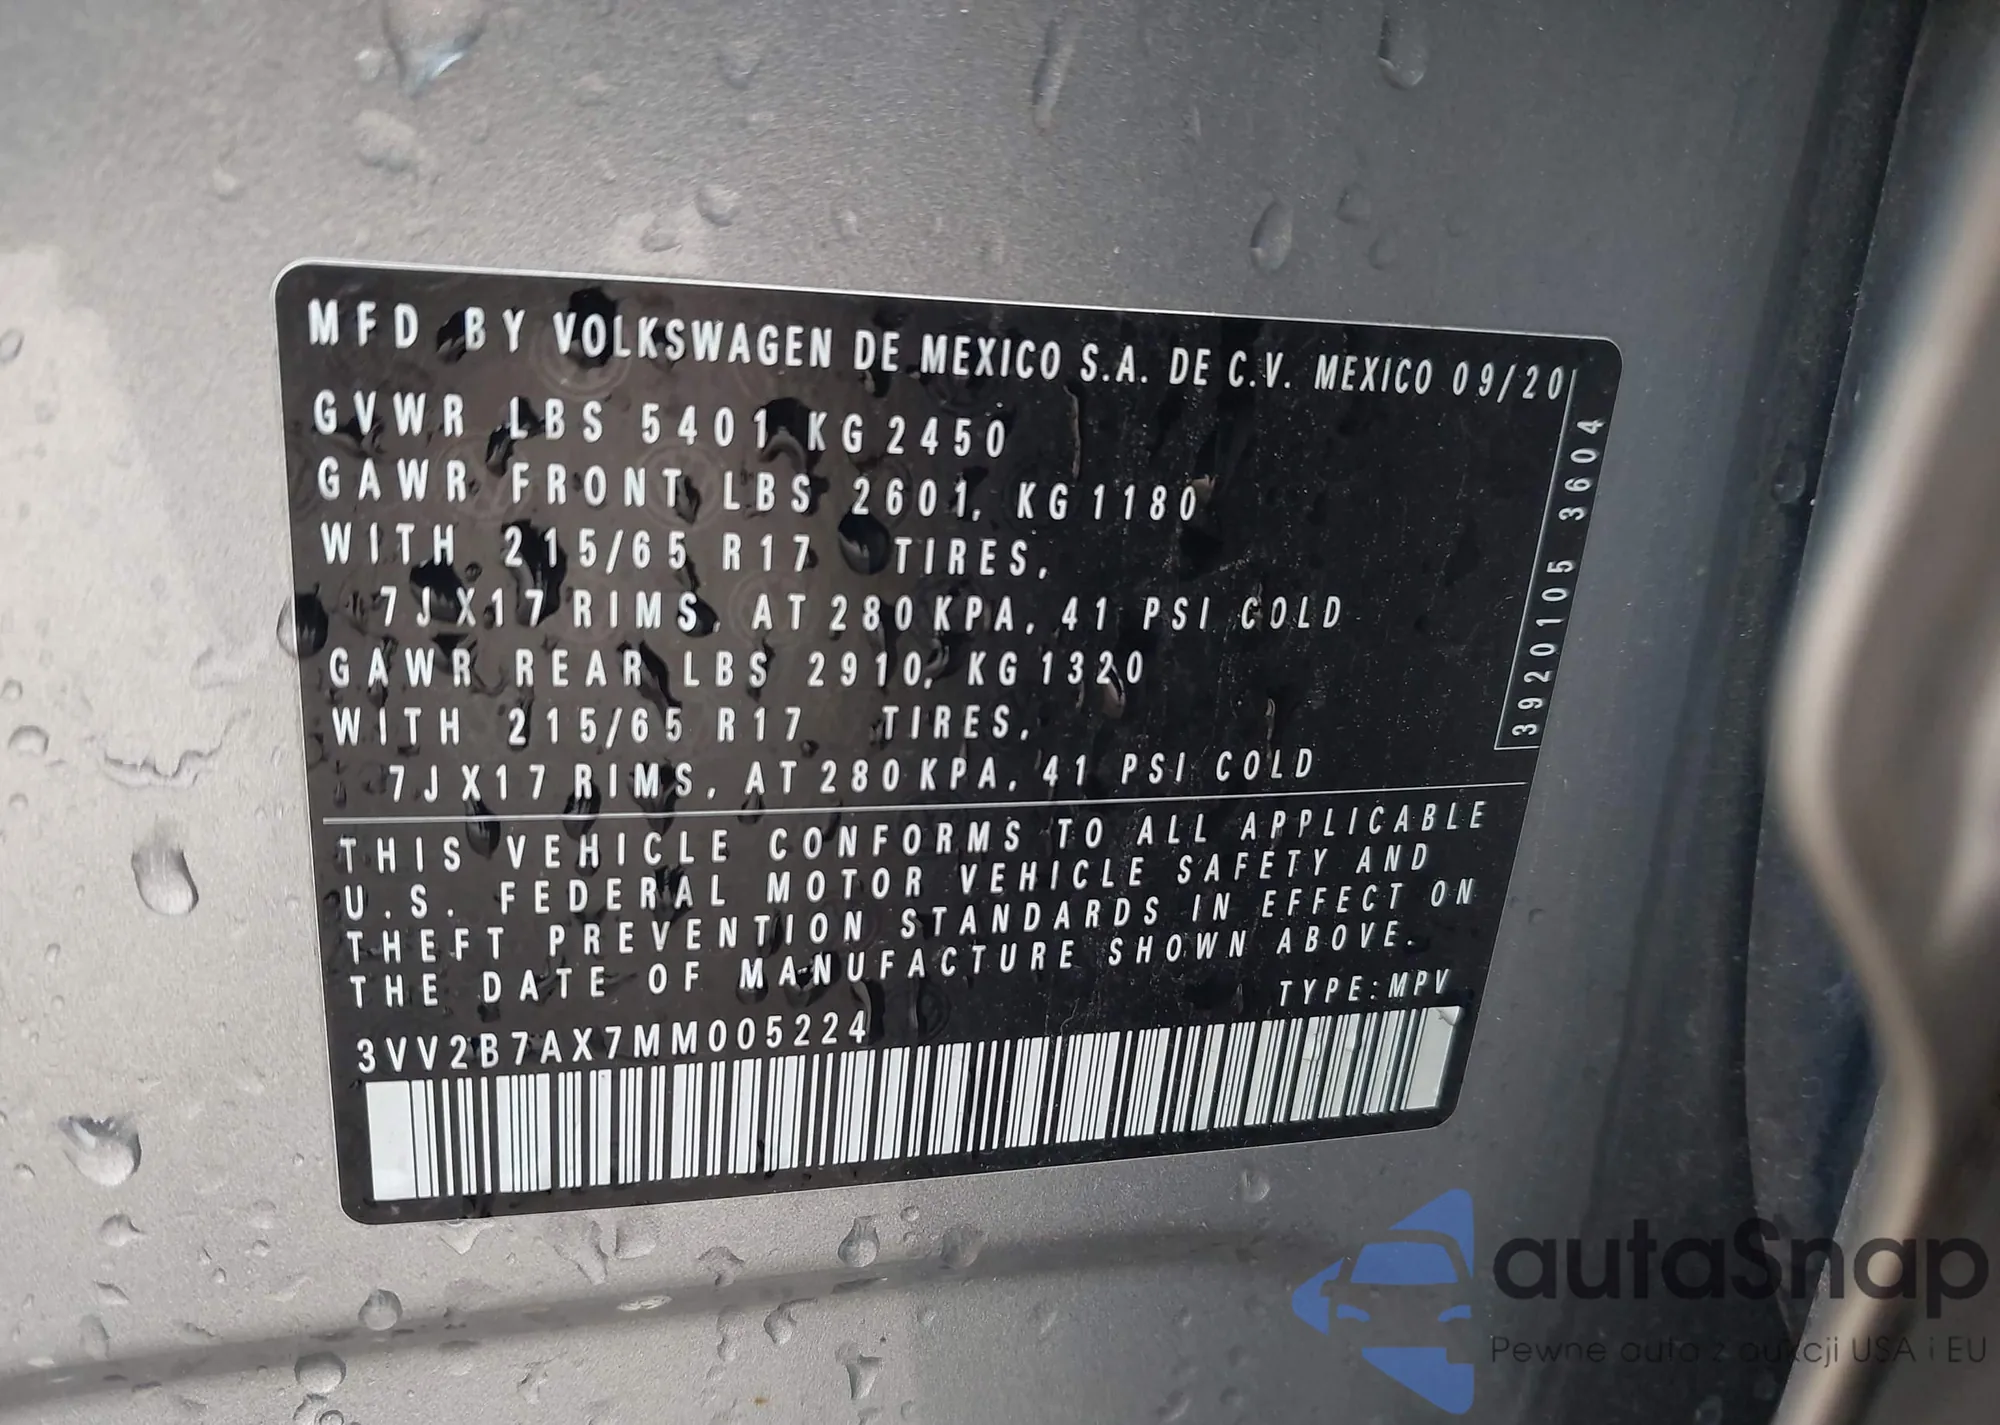 MFD BY VOLKSWAGEN DE MEXICO S.A. DE C.V. MEXICO 09/20
GVWR LBS 5401 KG 2450
GAWR FRONT LBS 2601, KG 1180
WITH 215/65 R17 TIRES,
7J X17 RIMS, AT 280 KPA, 41 PSI COLD
GAWR REAR LBS 2910, KG 1320
WITH 215/65 R17 TIRES,
7J X17 RIMS, AT 280 KPA, 41 PSI COLD
3920105 3604
THIS VEHICLE CONFORMS TO ALL APPLICABLE
U.S. FEDERAL MOTOR VEHICLE SAFETY AND
THEFT PREVENTION STANDARDS IN EFFECT ON
THE DATE OF MANUFACTURE SHOWN ABOVE.
TYPE:MPV
3VV2B7AX7MM005224
autaSnap
Pewne auta z aukcji USA i EU